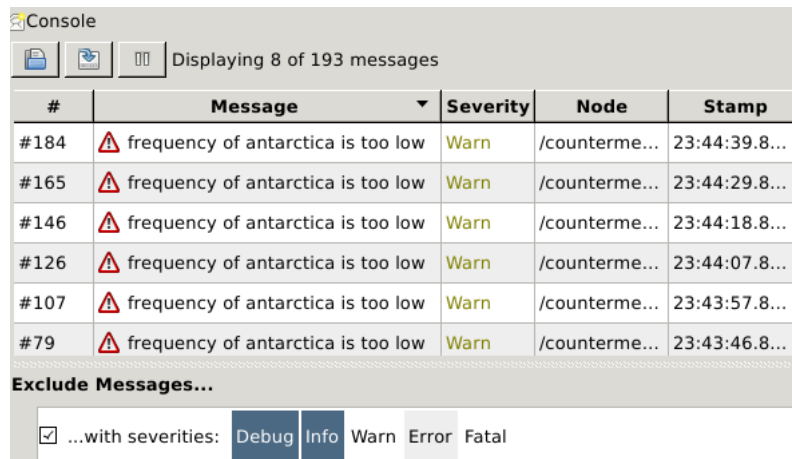 Console
Displaying 8 of 193 messages
# Message Severity Node Stamp
#184 frequency of antarctica is too low Warn /counterme... 23:44:39.8...
#165 frequency of antarctica is too low Warn /counterme... 23:44:29.8...
#146 frequency of antarctica is too low Warn /counterme... 23:44:18.8...
#126 frequency of antarctica is too low Warn /counterme... 23:44:07.8...
#107 frequency of antarctica is too low Warn /counterme... 23:43:57.8...
#79 frequency of antarctica is too low Warn /counterme... 23:43:46.8...
Exclude Messages...
...with severities: Debug Info Warn Error Fatal